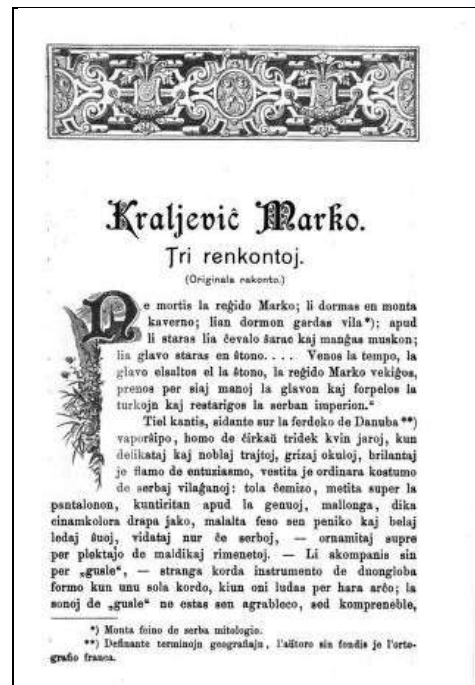 Kraljeviĉ Marko.
Tri renkontoj.
(Originala rakonto.)
Ne mortis la reĝido Marko; li dormas en monta
kaverno; lian dormon gardas vila*); apud
li staras lia ĉevalo ŝarac kaj manĝas muskon;
lia glavo staras en ŝtono.... Venos la tempo, la
glavo elsaltos el la ŝtono, la reĝido Marko vekiĝos,
prenos per siaj manoj la glavon kaj forpelos la
turkojn kaj restarigos la serban imperion.“
Tiel kantis, sidante sur la ferdeko de Danuba **)
vaporŝipo, homo de ĉirkaŭ tridek kvin jaroj, kun
delikataj kaj noblaj trajtoj, grizaj okuloj, brilantaj
je flamo de entuziasmo, vestita je ordinara kostumo
de serbaj vilaĝanoj: tola ĉemizo, metita super la
pantalonon, kuntiritan apud la genuoj, mallonga, dika
cinamkolora drapa jako, malalta feso sen peniko kaj belaj
ledaj ŝuoj, vidataj nur ĉe serboj, — ornamitaj supre
per plektajo de maldikaj rimenetoj. — Li akompanis sin
per „gusle“, — stranga korda instrumento de duongloba
formo kun unu sola kordo, kiun oni ludas per hara arĉo; la
sonoj de „gusle“ ne estas sen agrableco, sed kompreneble,
*) Monta feino de serba mitologio.
**) Definante terminojn geografiajn, l'aŭtoro sin fondis je l'orto-
grafio franca.